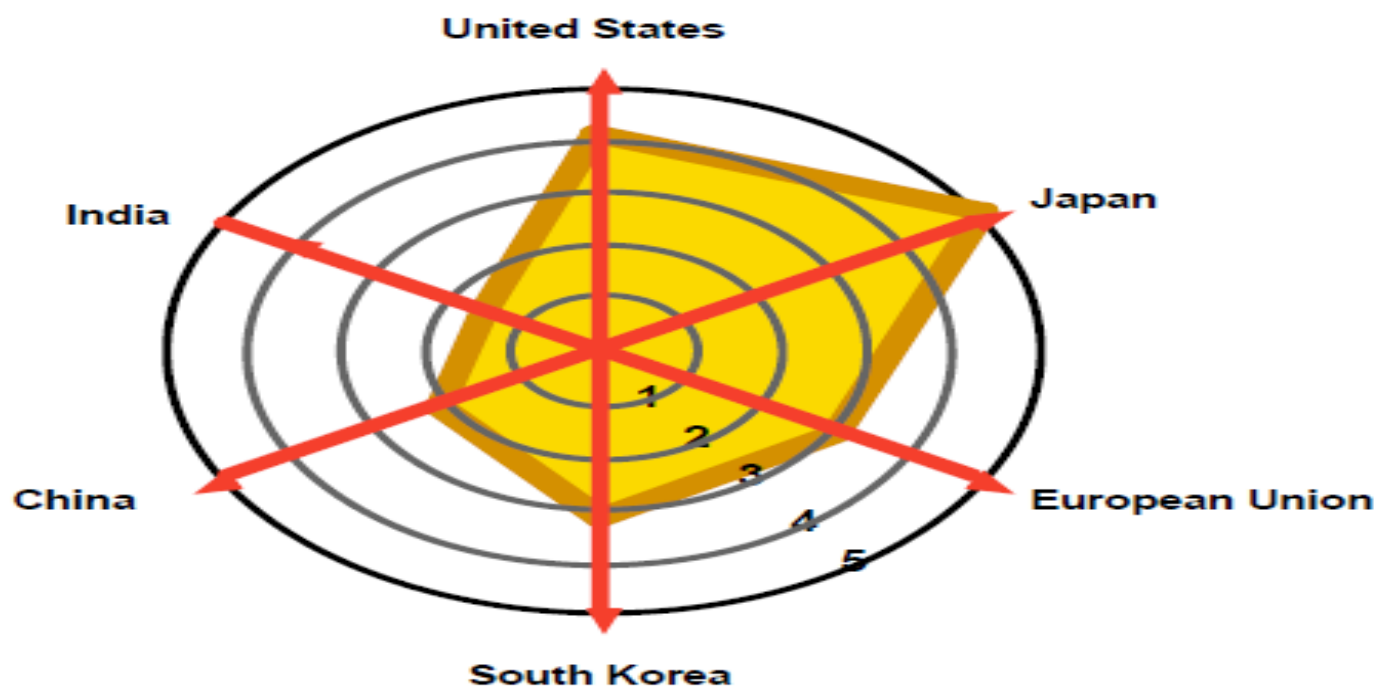 United States
Japan
India
1
2
3
4
5
China
European Union
South Korea